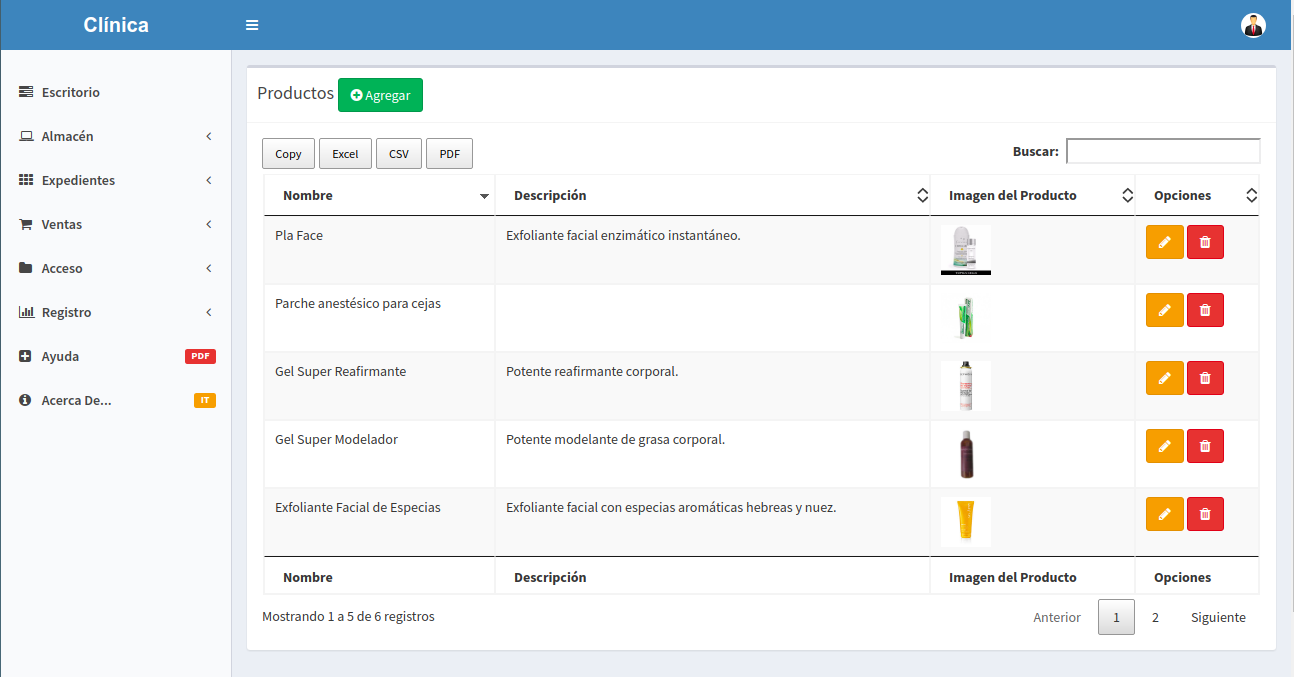 Clínica
Escritorio
Almacén
Expedientes
Ventas
Acceso
Registro
Ayuda PDF
Acerca De... IT
Productos Agregar
Copy Excel CSV PDF
Buscar:
Nombre Descripción Imagen del Producto Opciones
Pla Face Exfoliante facial enzimático instantáneo.
Parche anestésico para cejas
Gel Super Reafirmante Potente reafirmante corporal.
Gel Super Modelador Potente modelante de grasa corporal.
Exfoliante Facial de Especias Exfoliante facial con especias aromáticas hebreas y nuez.
Nombre Descripción Imagen del Producto Opciones
Mostrando 1 a 5 de 6 registros
Anterior 1 2 Siguiente